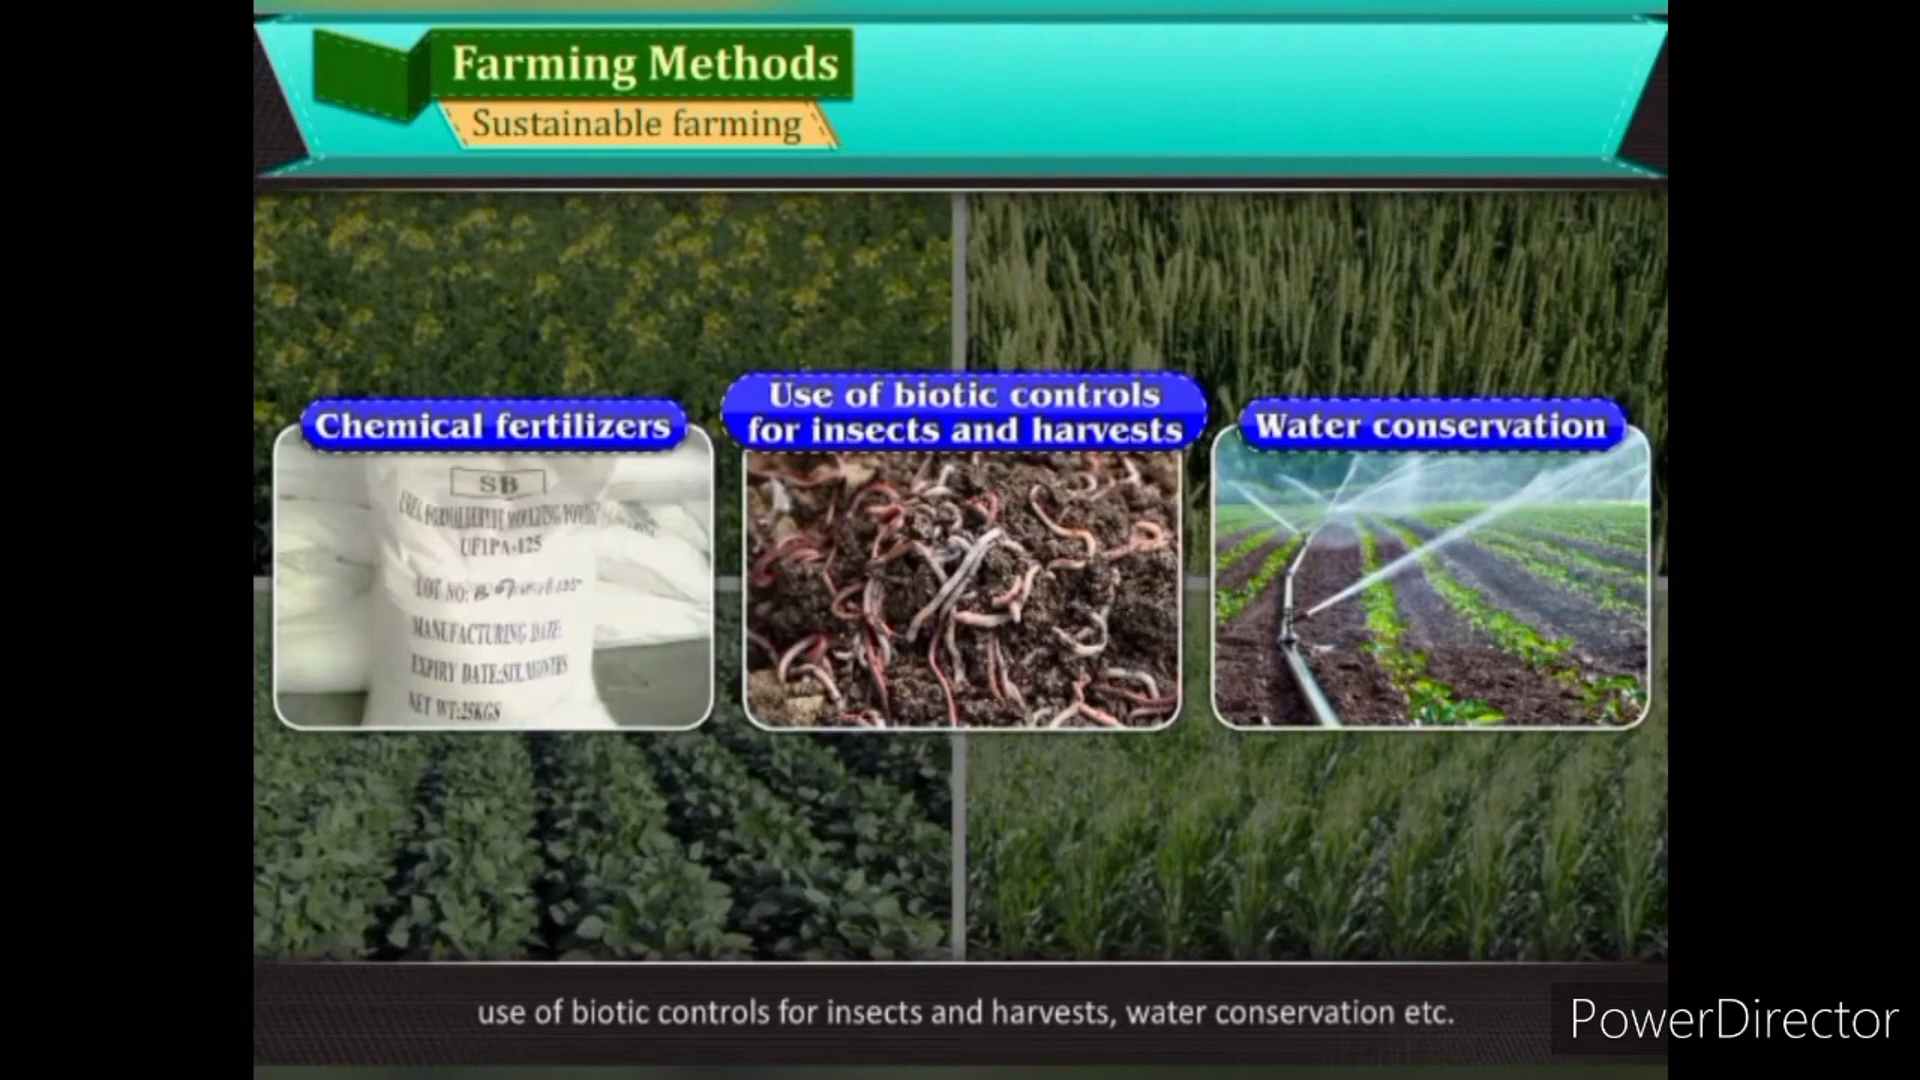 Farming Methods
Sustainable farming
Chemical fertilizers
Use of biotic controls
for insects and harvests
Water conservation
SB
UFIPA-125
LOT NO:
MANUFACTURING DATE:
EXPIRY DATE:SIX MONTHS
NET WT:25KGS
use of biotic controls for insects and harvests, water conservation etc.
PowerDirector